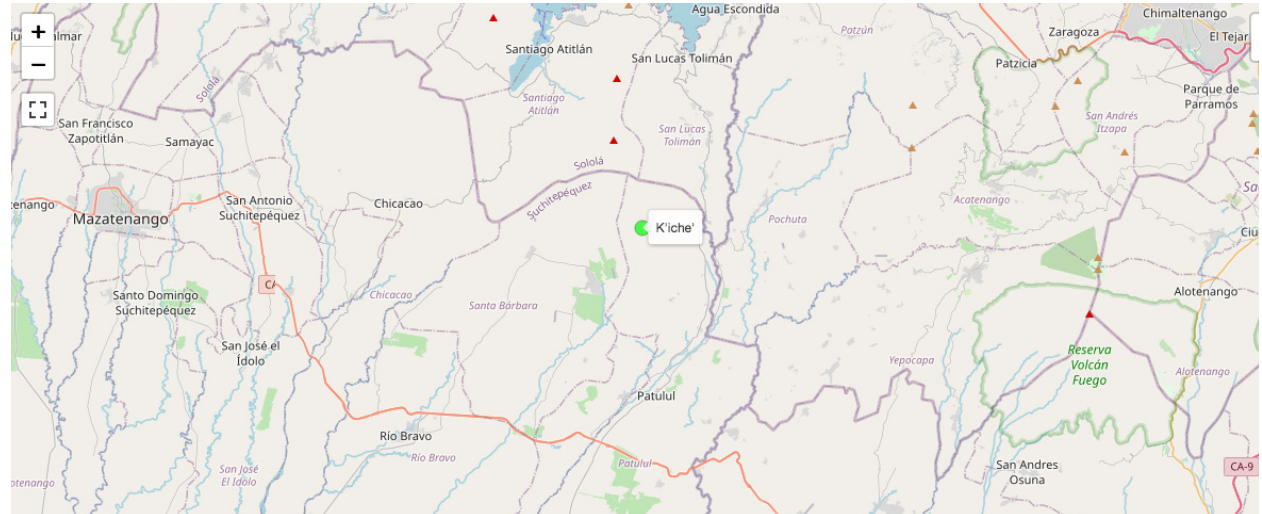 +
−
Agua Escondida
Chimaltenango
Zaragoza
El Tejar
Patzún
Santiago Atitlán
San Lucas Tolimán
Patzicía
Parque de
Parramos
Sololá
Santiago
Atitlán
San Andrés
Itzapa
San Francisco
Zapotitlán
Samayac
San Lucas
Tolimán
Sololá
Suchitepéquez
San Antonio
Suchitepéquez
Chicacao
Acatenango
Mazatenango
Pochuta
K'iche'
Santo Domingo
Suchitepéquez
Chicacao
Santa Bárbara
Alotenango
San José el
Ídolo
Yepocapa
Reserva
Volcán
Fuego
Alotenango
Patulul
Río Bravo
Río Bravo
San José
El Idolo
Patulul
San Andres
Osuna
CA-9